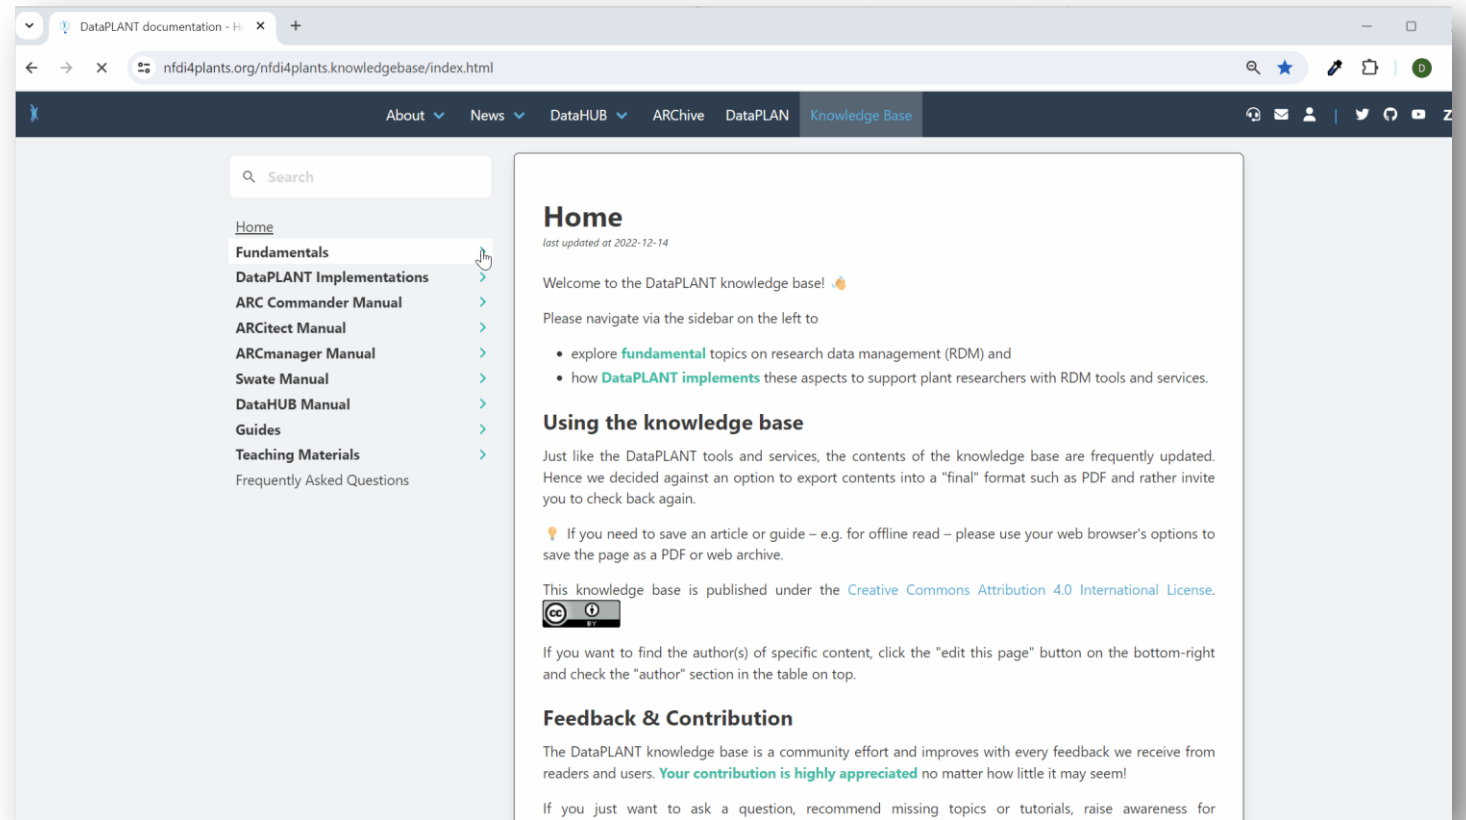 DataPLANT documentation - H
nfdi4plants.org/nfdi4plants.knowledgebase/index.html
D
About News DataHUB ARChive DataPLAN Knowledge Base
Search
Home
Fundamentals
DataPLANT Implementations
ARC Commander Manual
ARCitect Manual
ARCmanager Manual
Swate Manual
DataHUB Manual
Guides
Teaching Materials
Frequently Asked Questions
Home
last updated at 2022-12-14
Welcome to the DataPLANT knowledge base!
Please navigate via the sidebar on the left to
• explore fundamental topics on research data management (RDM) and
• how DataPLANT implements these aspects to support plant researchers with RDM tools and services.
Using the knowledge base
Just like the DataPLANT tools and services, the contents of the knowledge base are frequently updated.
Hence we decided against an option to export contents into a "final" format such as PDF and rather invite
you to check back again.
If you need to save an article or guide – e.g. for offline read – please use your web browser's options to
save the page as a PDF or web archive.
This knowledge base is published under the Creative Commons Attribution 4.0 International License.
cc BY
If you want to find the author(s) of specific content, click the "edit this page" button on the bottom-right
and check the "author" section in the table on top.
Feedback & Contribution
The DataPLANT knowledge base is a community effort and improves with every feedback we receive from
readers and users. Your contribution is highly appreciated no matter how little it may seem!
If you just want to ask a question, recommend missing topics or tutorials, raise awareness for